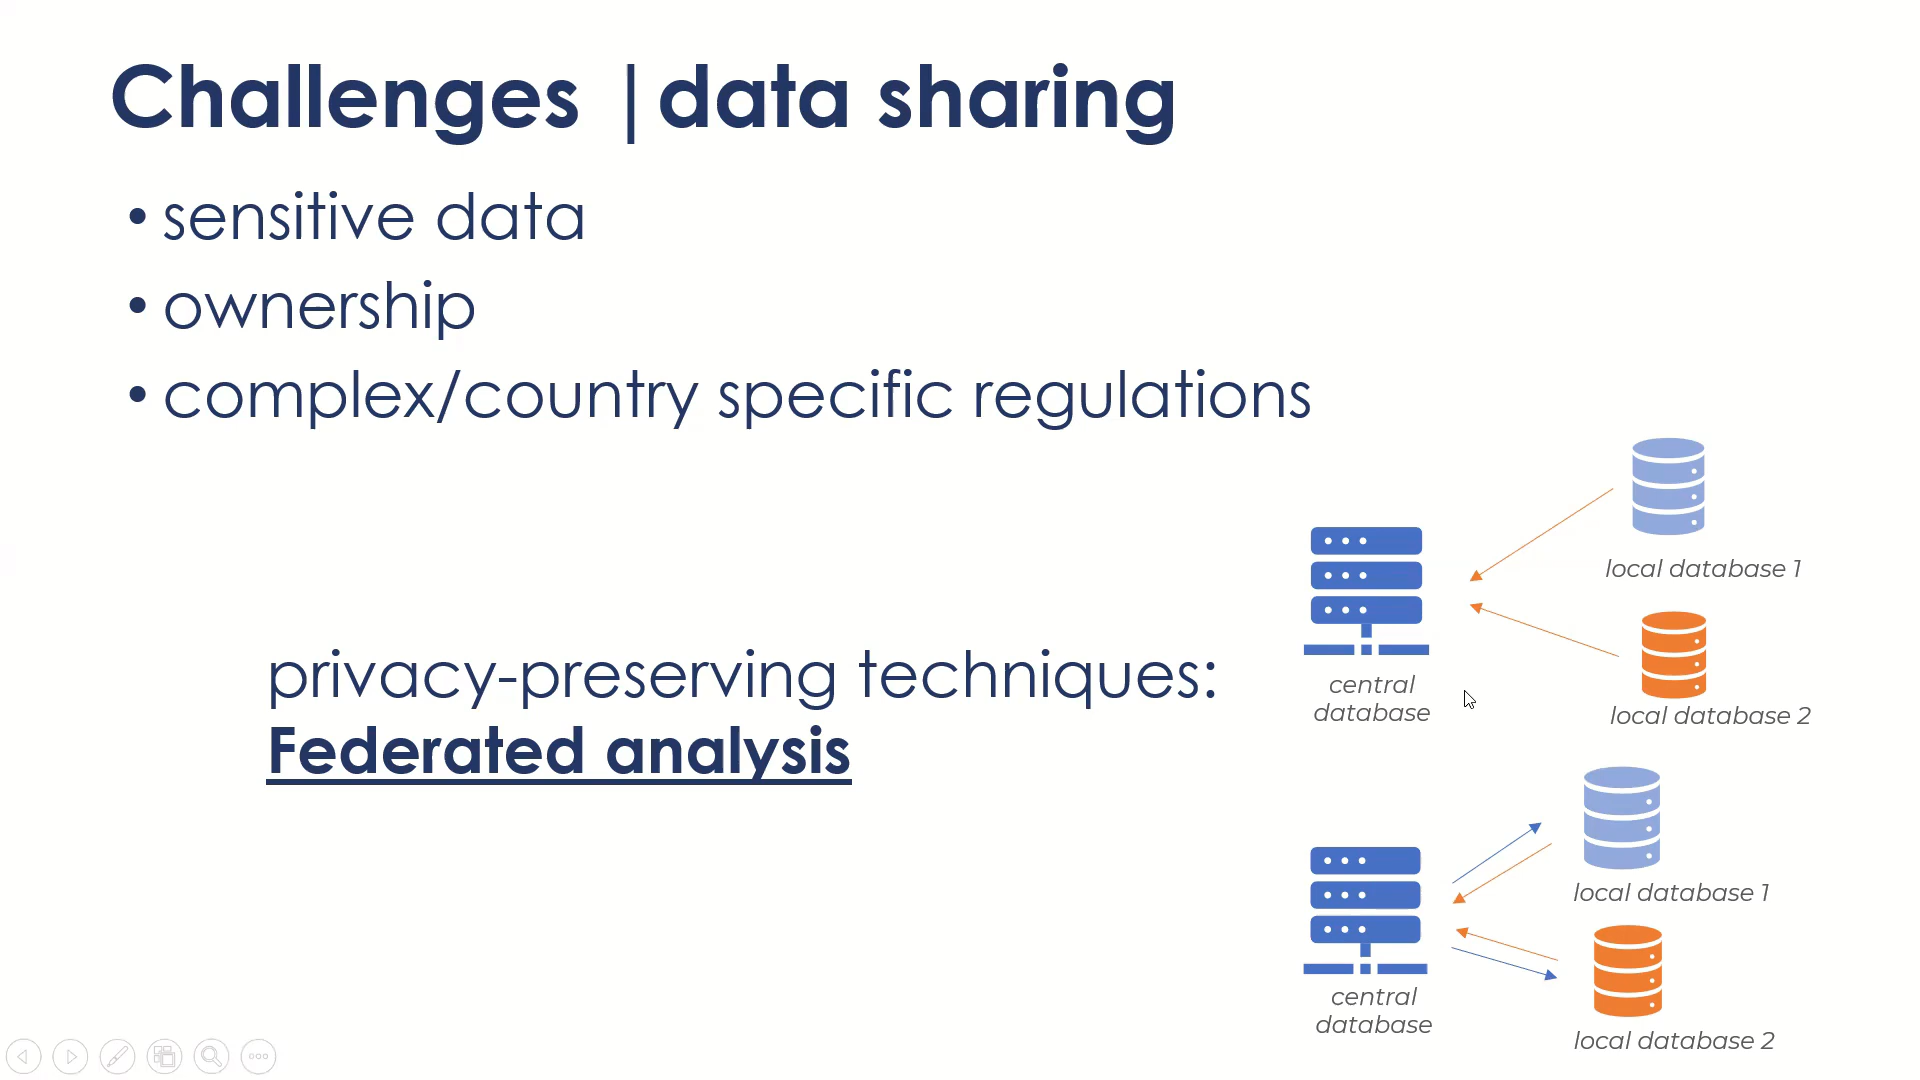 Challenges |data sharing
• sensitive data
• ownership
• complex/country specific regulations
privacy-preserving techniques:
Federated analysis
local database 1
central
database
local database 2
local database 1
central
database
local database 2